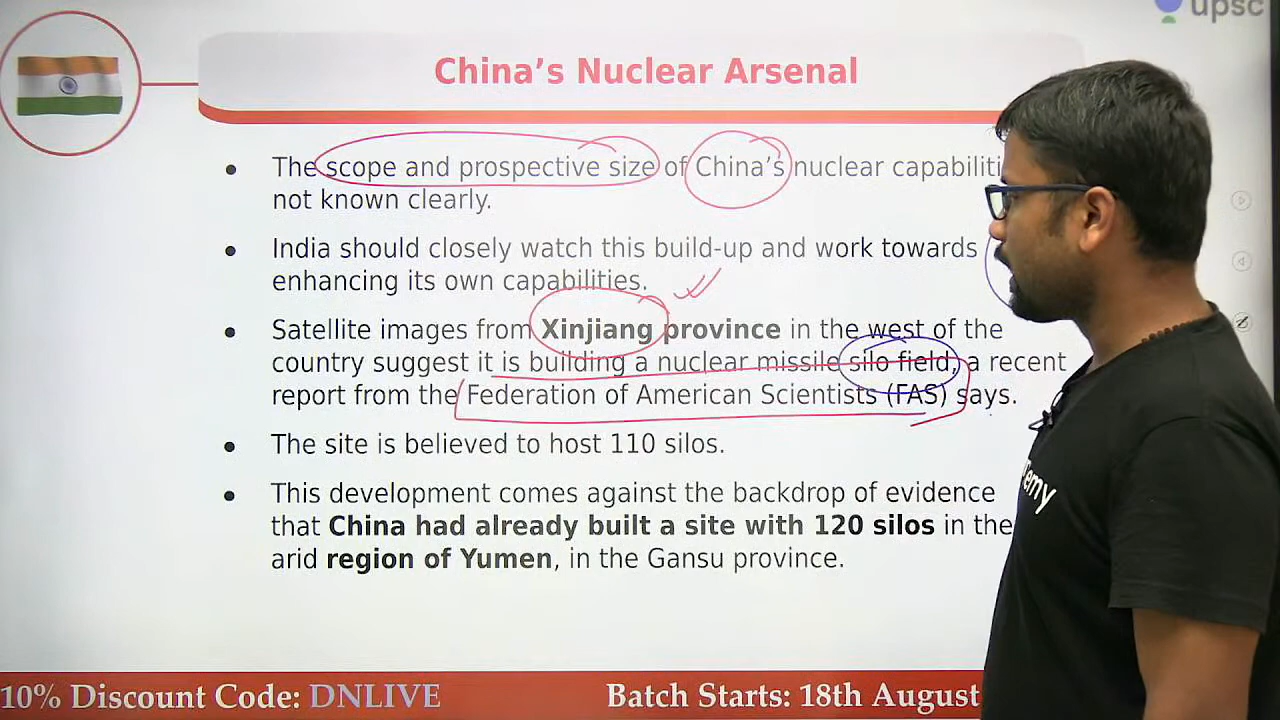 upsc
China's Nuclear Arsenal
• The scope and prospective size of China's nuclear
not known clearly.
• India should closely watch this build-up and work towards
enhancing its own capabilities.
• Satellite images from Xinjiang province in the west of the
country suggest it is building a nuclear missile silo field, a recent
report from the Federation of American Scientists (FAS) says.
• The site is believed to host 110 silos.
• This development comes against the backdrop of evidence
that China had already built a site with 120 silos in the
arid region of Yumen, in the Gansu province.
10% Discount Code: DNLIVE
Batch Starts: 18th August